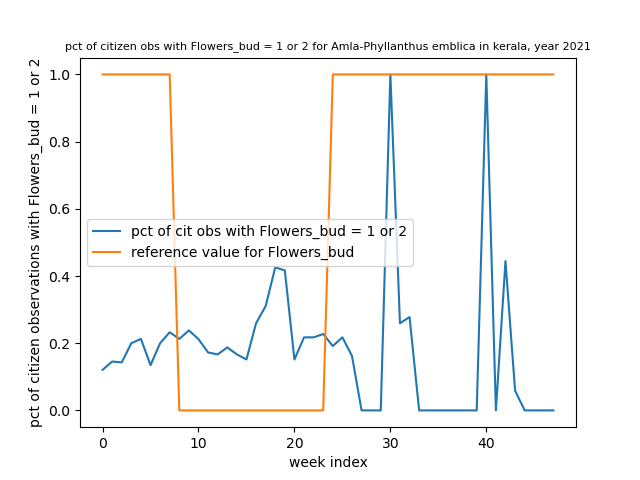 pct of citizen obs with Flowers_bud = 1 or 2 for Amla-Phyllanthus emblica in kerala, year 2021
pct of citizen observations with Flowers_bud = 1 or 2
1.0
0.8
0.6
0.4
0.2
0.0
pct of cit obs with Flowers_bud = 1 or 2
reference value for Flowers_bud
0 10 20 30 40
week index